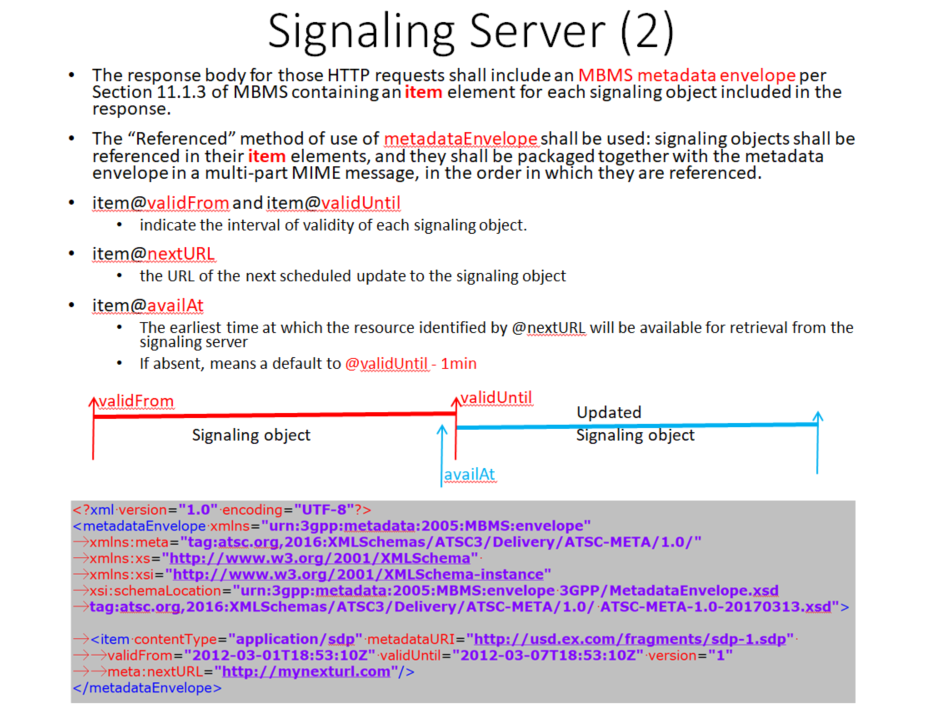 Signaling Server (2)
• The response body for those HTTP requests shall include an MBMS metadata envelope per
Section 11.1.3 of MBMS containing an item element for each signaling object included in the
response.
• The “Referenced” method of use of metadataEnvelope shall be used: signaling objects shall be
referenced in their item elements, and they shall be packaged together with the metadata
envelope in a multi-part MIME message, in the order in which they are referenced.
• item@validFrom and item@validUntil
• indicate the interval of validity of each signaling object.
• item@nextURL
• the URL of the next scheduled update to the signaling object
• item@availAt
• The earliest time at which the resource identified by @nextURL will be available for retrieval from the
signaling server
• If absent, means a default to @validUntil - 1min
validFrom
validUntil
Updated
Signaling object
Signaling object
availAt
<?xml version="1.0" encoding="UTF-8"?>
<metadataEnvelope xmlns="urn:3gpp:metadata:2005:MBMS:envelope"
→xmlns:meta="tag:atsc.org,2016:XMLSchemas/ATSC3/Delivery/ATSC-META/1.0/"
→xmlns:xs="http://www.w3.org/2001/XMLSchema"
→xmlns:xsi="http://www.w3.org/2001/XMLSchema-instance"
→xsi:schemaLocation="urn:3gpp:metadata:2005:MBMS:envelope 3GPP/MetadataEnvelope.xsd
→tag:atsc.org,2016:XMLSchemas/ATSC3/Delivery/ATSC-META/1.0/ ATSC-META-1.0-20170313.xsd">
→<item contentType="application/sdp" metadataURI="http://usd.ex.com/fragments/sdp-1.sdp"
→→validFrom="2012-03-01T18:53:10Z" validUntil="2012-03-07T18:53:10Z" version="1"
→→meta:nextURL="http://mynexturl.com"/>
</metadataEnvelope>